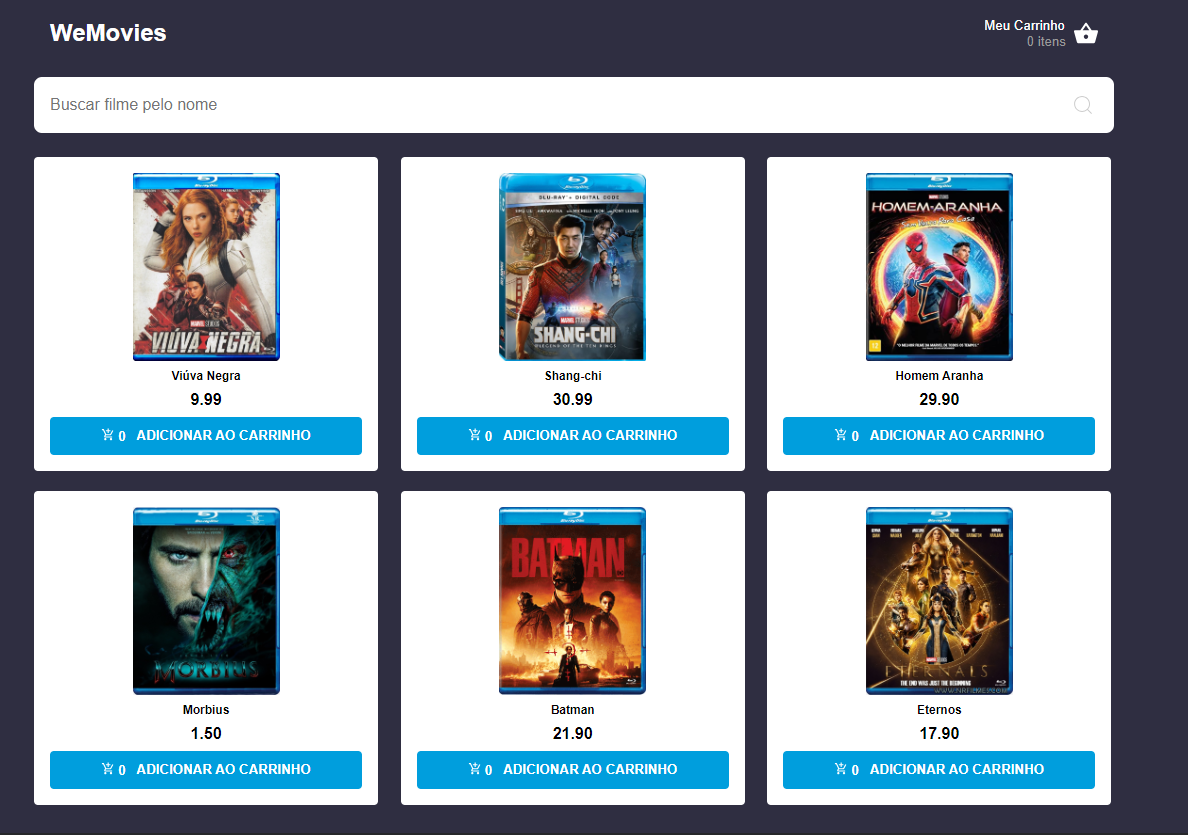 WeMovies
Meu Carrinho
0 itens
Buscar filme pelo nome
VIÚVA NEGRA
BLU-RAY + DIGITAL CODE
SHANG-CHI
HOMEM-ARANHA
Viúva Negra
Shang-chi
Homem Aranha
9.99
30.99
29.90
0 ADICIONAR AO CARRINHO
0 ADICIONAR AO CARRINHO
0 ADICIONAR AO CARRINHO
MORBIUS
BATMAN
ETERNALS
THE END WAS JUST THE BEGINNING
Morbius
Batman
Eternos
1.50
21.90
17.90
0 ADICIONAR AO CARRINHO
0 ADICIONAR AO CARRINHO
0 ADICIONAR AO CARRINHO